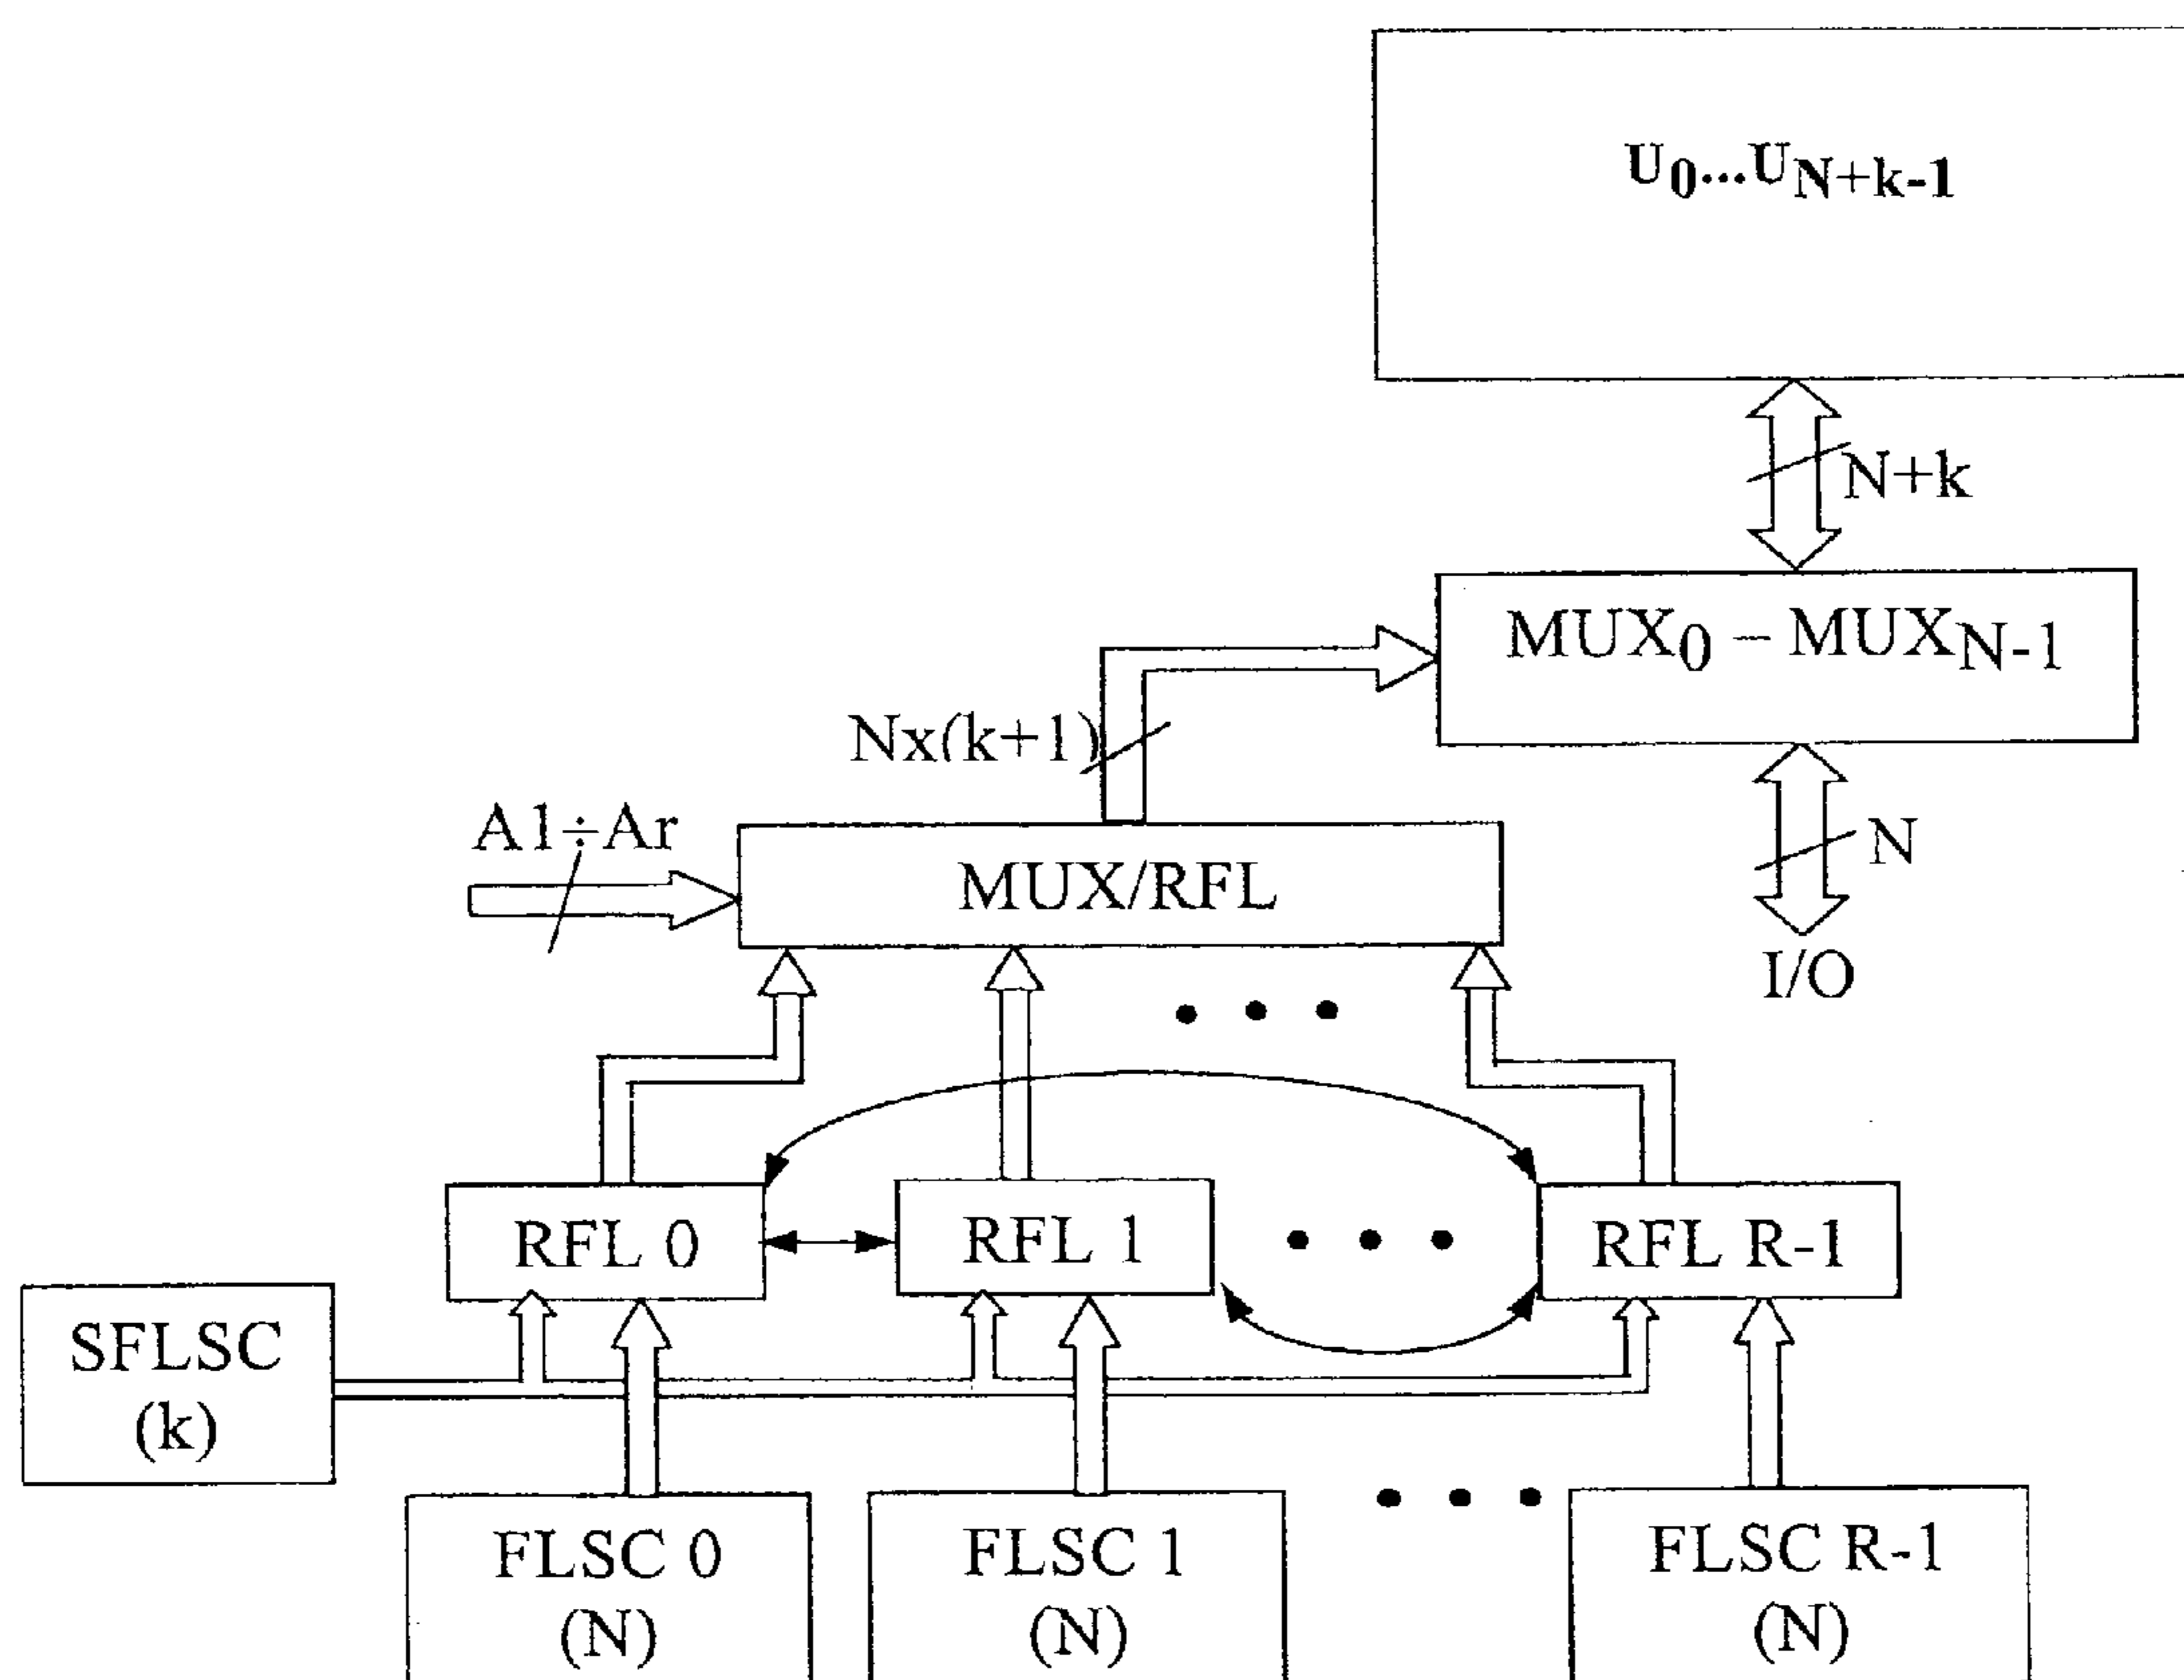 U0...UN+k-1
N+k
MUX0 – MUXN-1
Nx(k+1)
A1÷Ar
N
MUX/RFL
I/O
RFL 0
RFL 1
RFL R-1
SFLSC
(k)
FLSC 0
(N)
FLSC 1
(N)
FLSC R-1
(N)